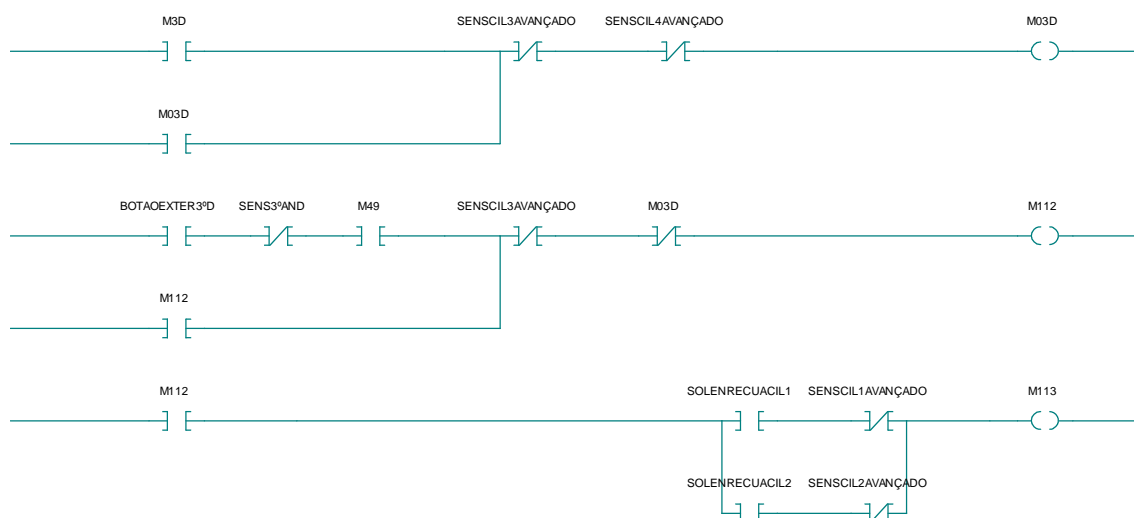 M3D SENSCIL3AVANÇADO SENSCIL4AVANÇADO M03D
M03D
BOTAOEXTER3ºD SENS3ºAND M49 SENSCIL3AVANÇADO M03D M112
M112
M112 SOLENRECUACIL1 SENSCIL1AVANÇADO M113
SOLENRECUACIL2 SENSCIL2AVANÇADO